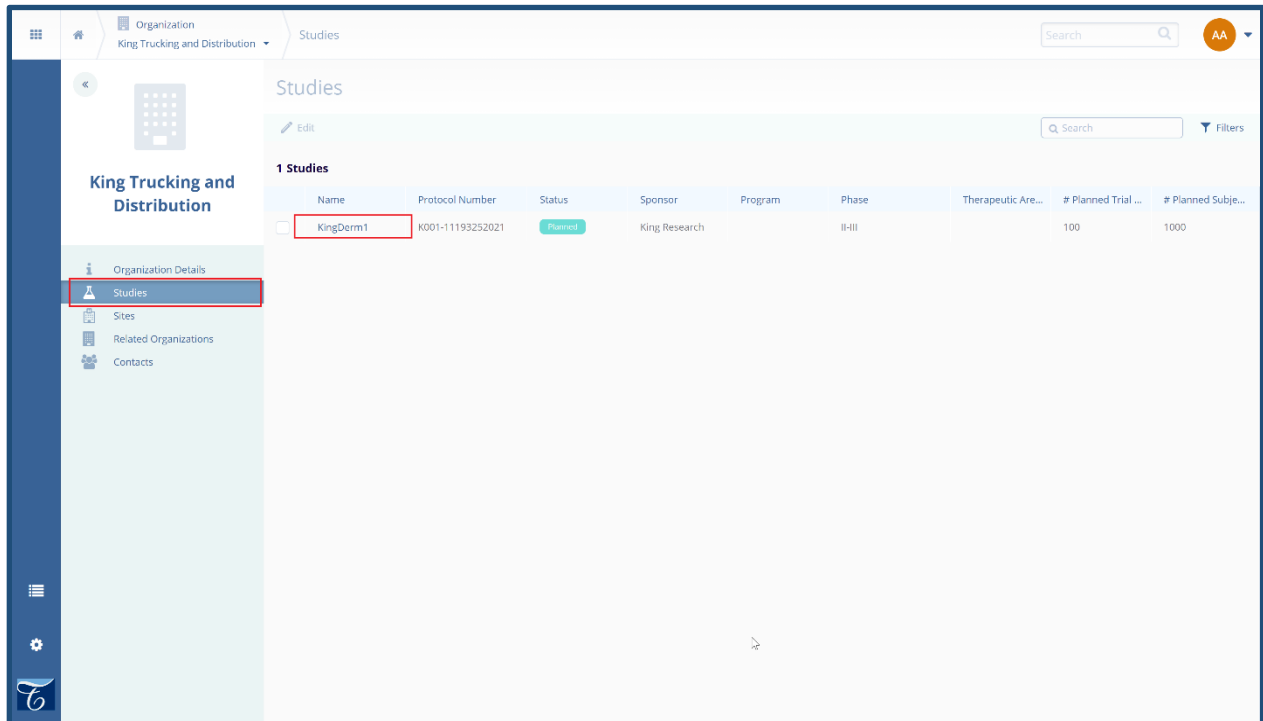 Organization
King Trucking and Distribution
Studies
Search
AA
King Trucking and
Distribution
Organization Details
Studies
Sites
Related Organizations
Contacts
Studies
Edit
Search
Filters
1 Studies
Name Protocol Number Status Sponsor Program Phase Therapeutic Are... # Planned Trial ... # Planned Subje...
KingDerm1 K001-11193252021 Planned King Research II-III 100 1000